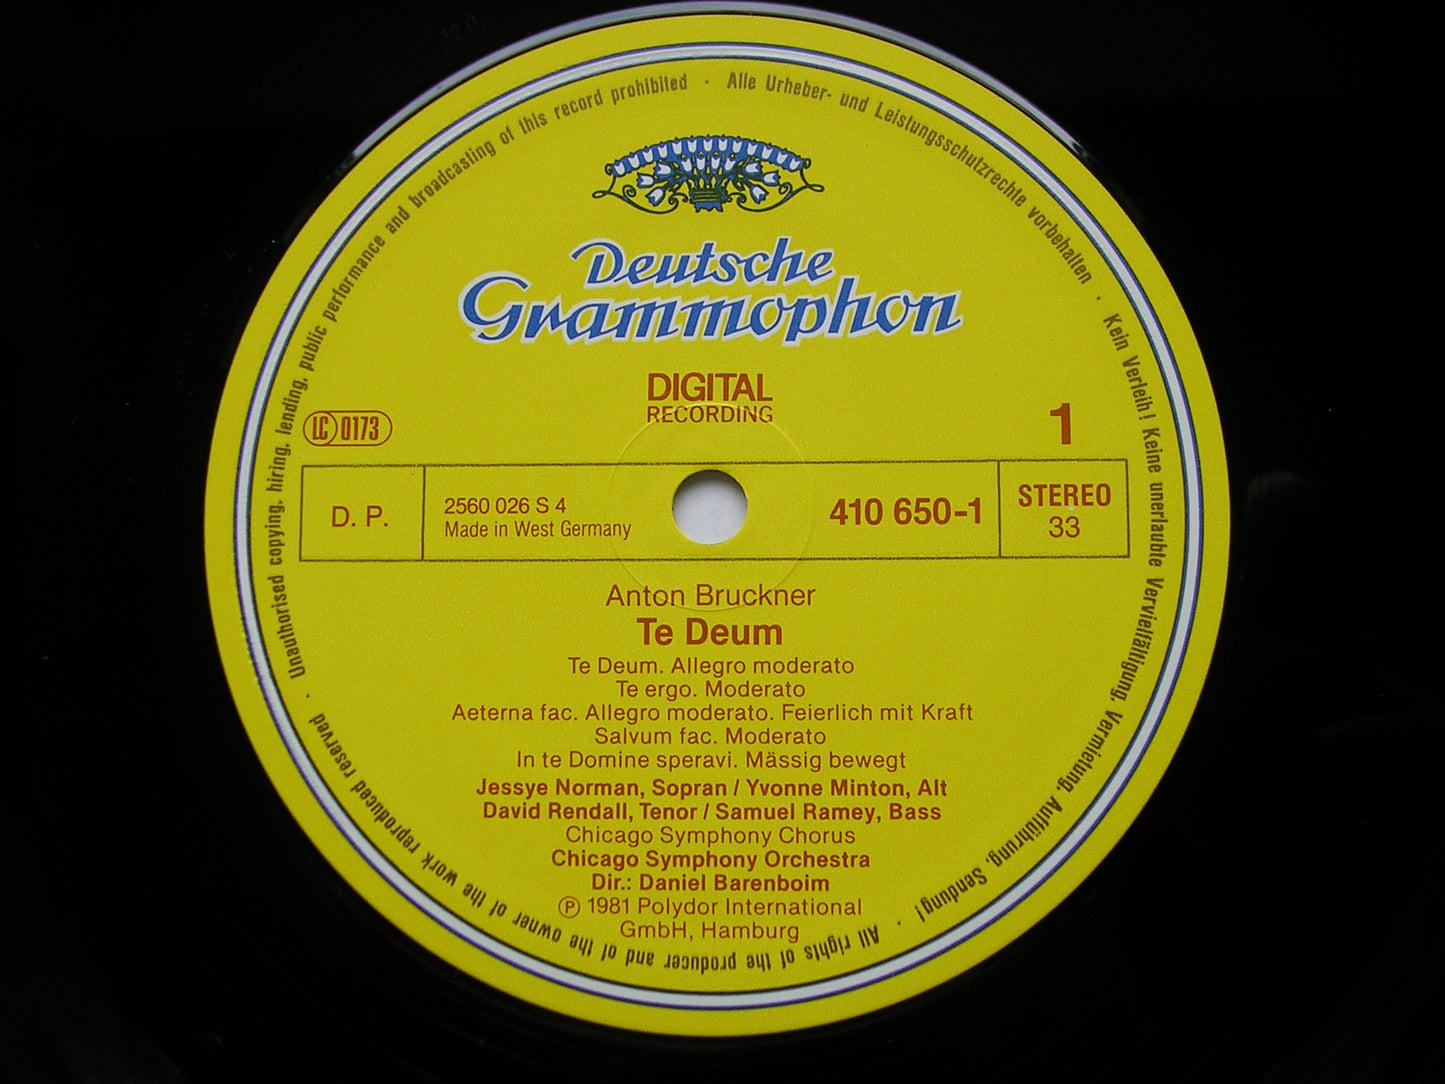 Unauthorised copying, hiring, lending, public performance and broadcasting of this record prohibited · Alle Urheber- und Leistungsschutzrechte vorbehalten · Kein Verleih! Keine unerlaubte Vervielfältigung, Vermietung, Aufführung, Sendung! · All rights of the producer and of the owner of the work reproduced reserved ·
Deutsche
Grammophon
DIGITAL
RECORDING
LC 0173
1
D. P.
2560 026 S 4
Made in West Germany
410 650-1
STEREO
33
Anton Bruckner
Te Deum
Te Deum. Allegro moderato
Te ergo. Moderato
Aeterna fac. Allegro moderato. Feierlich mit Kraft
Salvum fac. Moderato
In te Domine speravi. Mässig bewegt
Jessye Norman, Sopran / Yvonne Minton, Alt
David Rendall, Tenor / Samuel Ramey, Bass
Chicago Symphony Chorus
Chicago Symphony Orchestra
Dir.: Daniel Barenboim
℗ 1981 Polydor International
GmbH, Hamburg